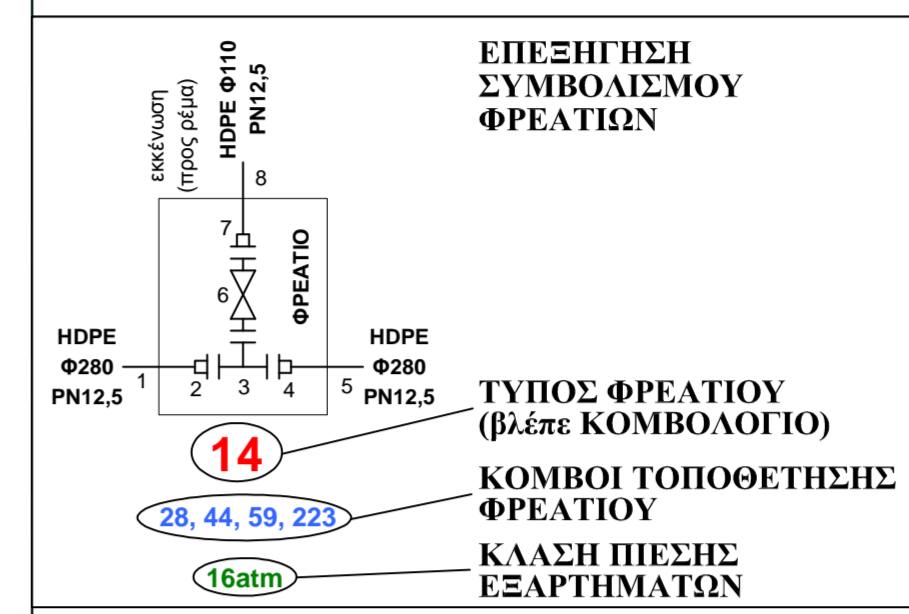 ΕΠΕΞΗΓΗΣΗ
ΣΥΜΒΟΛΙΣΜΟΥ
ΦΡΕΑΤΙΩΝ
εκκένωση
(προς ρέμα)
HDPE Φ110
PN12,5
8
7
6
ΦΡΕΑΤΙΟ
HDPE
Φ280
PN12,5
1
2
3
4
5
HDPE
Φ280
PN12,5
14
ΤΥΠΟΣ ΦΡΕΑΤΙΟΥ
(βλέπε ΚΟΜΒΟΛΟΓΙΟ)
28, 44, 59, 223
ΚΟΜΒΟΙ ΤΟΠΟΘΕΤΗΣΗΣ
ΦΡΕΑΤΙΟΥ
16atm
ΚΛΑΣΗ ΠΙΕΣΗΣ
ΕΞΑΡΤΗΜΑΤΩΝ